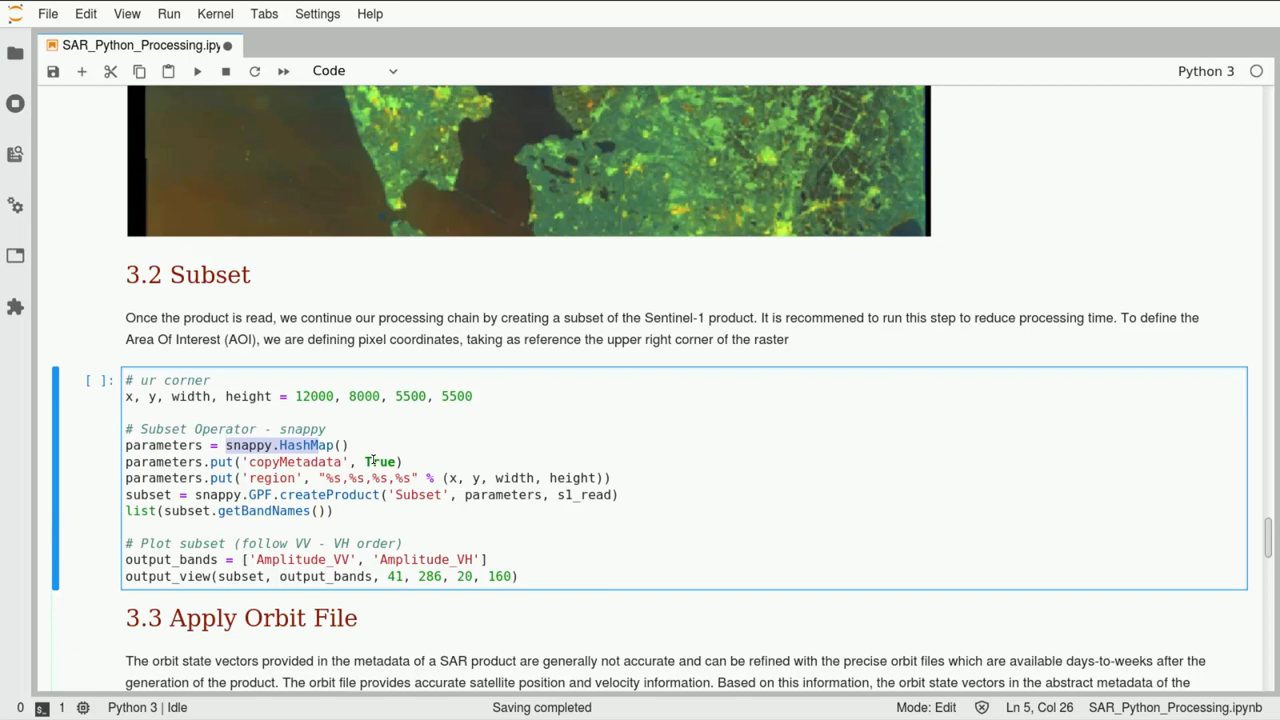 File Edit View Run Kernel Tabs Settings Help
SAR_Python_Processing.ipy
Code Python 3
3.2 Subset
Once the product is read, we continue our processing chain by creating a subset of the Sentinel-1 product. It is recommened to run this step to reduce processing time. To define the
Area Of Interest (AOI), we are defining pixel coordinates, taking as reference the upper right corner of the raster
[ ]: # ur corner
x, y, width, height = 12000, 8000, 5500, 5500
# Subset Operator - snappy
parameters = snappy.HashMap()
parameters.put('copyMetadata', True)
parameters.put('region', "%s,%s,%s,%s" % (x, y, width, height))
subset = snappy.GPF.createProduct('Subset', parameters, s1_read)
list(subset.getBandNames())
# Plot subset (follow VV - VH order)
output_bands = ['Amplitude_VV', 'Amplitude_VH']
output_view(subset, output_bands, 41, 286, 20, 160)
3.3 Apply Orbit File
The orbit state vectors provided in the metadata of a SAR product are generally not accurate and can be refined with the precise orbit files which are available days-to-weeks after the
generation of the product. The orbit file provides accurate satellite position and velocity information. Based on this information, the orbit state vectors in the abstract metadata of the
0 1 Python 3 | Idle Saving completed Mode: Edit Ln 5, Col 26 SAR_Python_Processing.ipynb